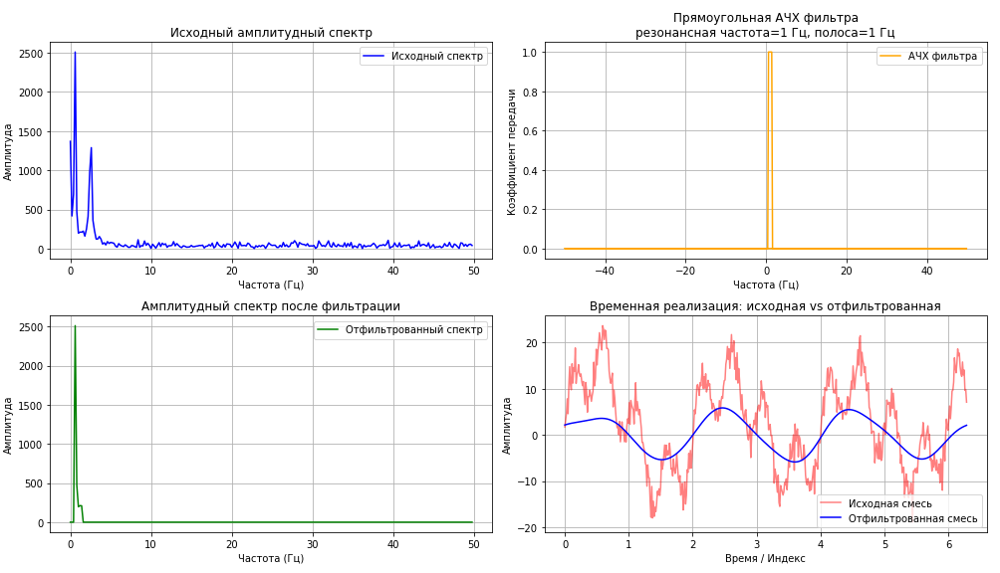 Исходный амплитудный спектр
2500
2000
1500
1000
500
0
Амплитуда
Исходный спектр
0
10
20
30
40
50
Частота (Гц)
Прямоугольная АЧХ фильтра
резонансная частота=1 Гц, полоса=1 Гц
1.0
0.8
0.6
0.4
0.2
0.0
Коэффициент передачи
АЧХ фильтра
−40
−20
0
20
40
Частота (Гц)
Амплитудный спектр после фильтрации
2500
2000
1500
1000
500
0
Амплитуда
Отфильтрованный спектр
0
10
20
30
40
50
Частота (Гц)
Временная реализация: исходная vs отфильтрованная
20
10
0
−10
−20
Амплитуда
Исходная смесь
Отфильтрованная смесь
0
1
2
3
4
5
6
Время / Индекс